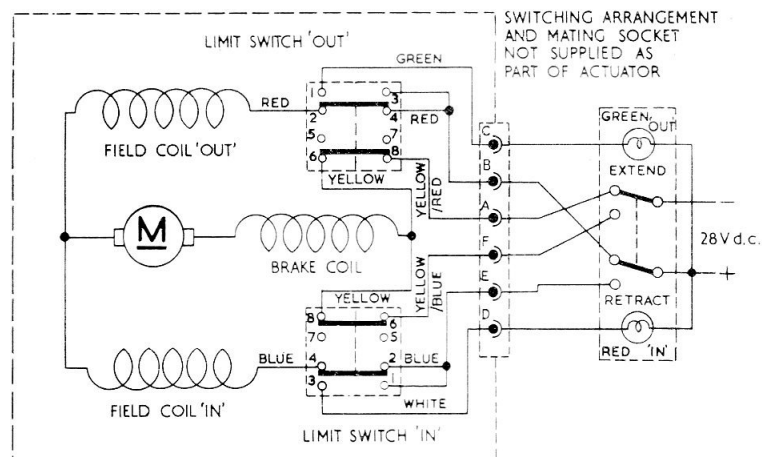 SWITCHING ARRANGEMENT
AND MATING SOCKET
NOT SUPPLIED AS
PART OF ACTUATOR
LIMIT SWITCH 'OUT'
GREEN
1
3
RED
2
4
RED
5
7
6
8
FIELD COIL 'OUT'
YELLOW
YELLOW
/RED
C
B
A
F
E
D
GREEN 'OUT'
EXTEND
28V d.c.
−
+
RETRACT
RED 'IN'
M
BRAKE COIL
YELLOW
YELLOW
/BLUE
8
6
7
5
BLUE
4
2
BLUE
3
1
WHITE
FIELD COIL 'IN'
LIMIT SWITCH 'IN'